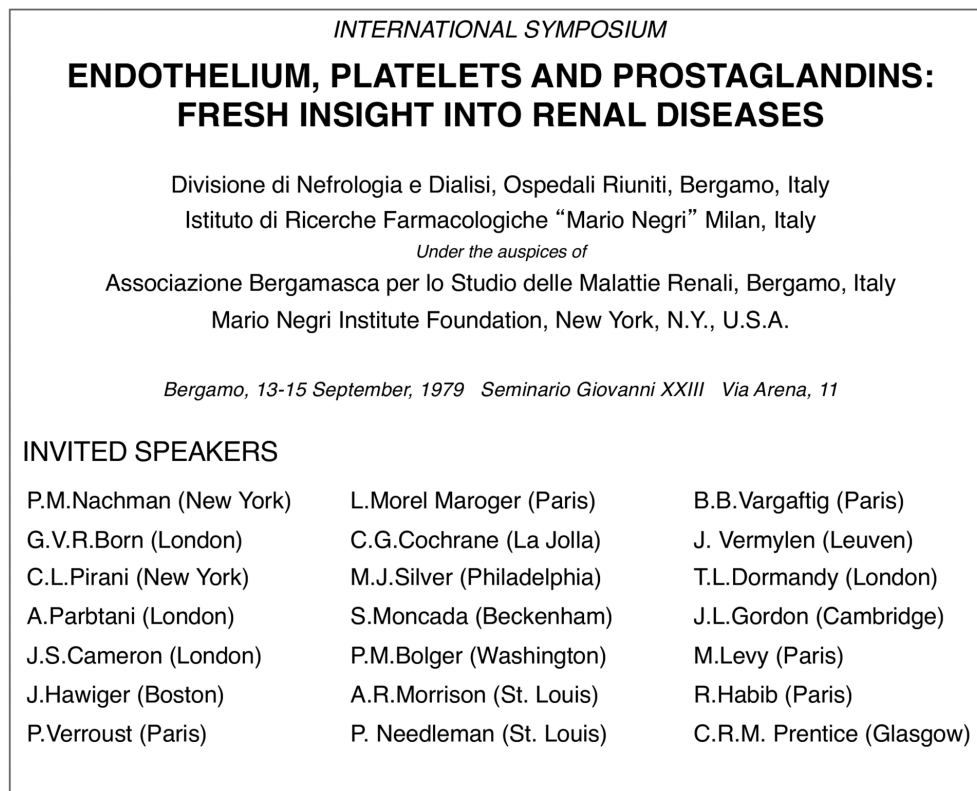 INTERNATIONAL SYMPOSIUM
ENDOTHELIUM, PLATELETS AND PROSTAGLANDINS:
FRESH INSIGHT INTO RENAL DISEASES
Divisione di Nefrologia e Dialisi, Ospedali Riuniti, Bergamo, Italy
Istituto di Ricerche Farmacologiche “Mario Negri” Milan, Italy
Under the auspices of
Associazione Bergamasca per lo Studio delle Malattie Renali, Bergamo, Italy
Mario Negri Institute Foundation, New York, N.Y., U.S.A.
Bergamo, 13-15 September, 1979 Seminario Giovanni XXIII Via Arena, 11
INVITED SPEAKERS
P.M.Nachman (New York) L.Morel Maroger (Paris) B.B.Vargaftig (Paris)
G.V.R.Born (London) C.G.Cochrane (La Jolla) J. Vermylen (Leuven)
C.L.Pirani (New York) M.J.Silver (Philadelphia) T.L.Dormandy (London)
A.Parbtani (London) S.Moncada (Beckenham) J.L.Gordon (Cambridge)
J.S.Cameron (London) P.M.Bolger (Washington) M.Levy (Paris)
J.Hawiger (Boston) A.R.Morrison (St. Louis) R.Habib (Paris)
P.Verroust (Paris) P. Needleman (St. Louis) C.R.M. Prentice (Glasgow)